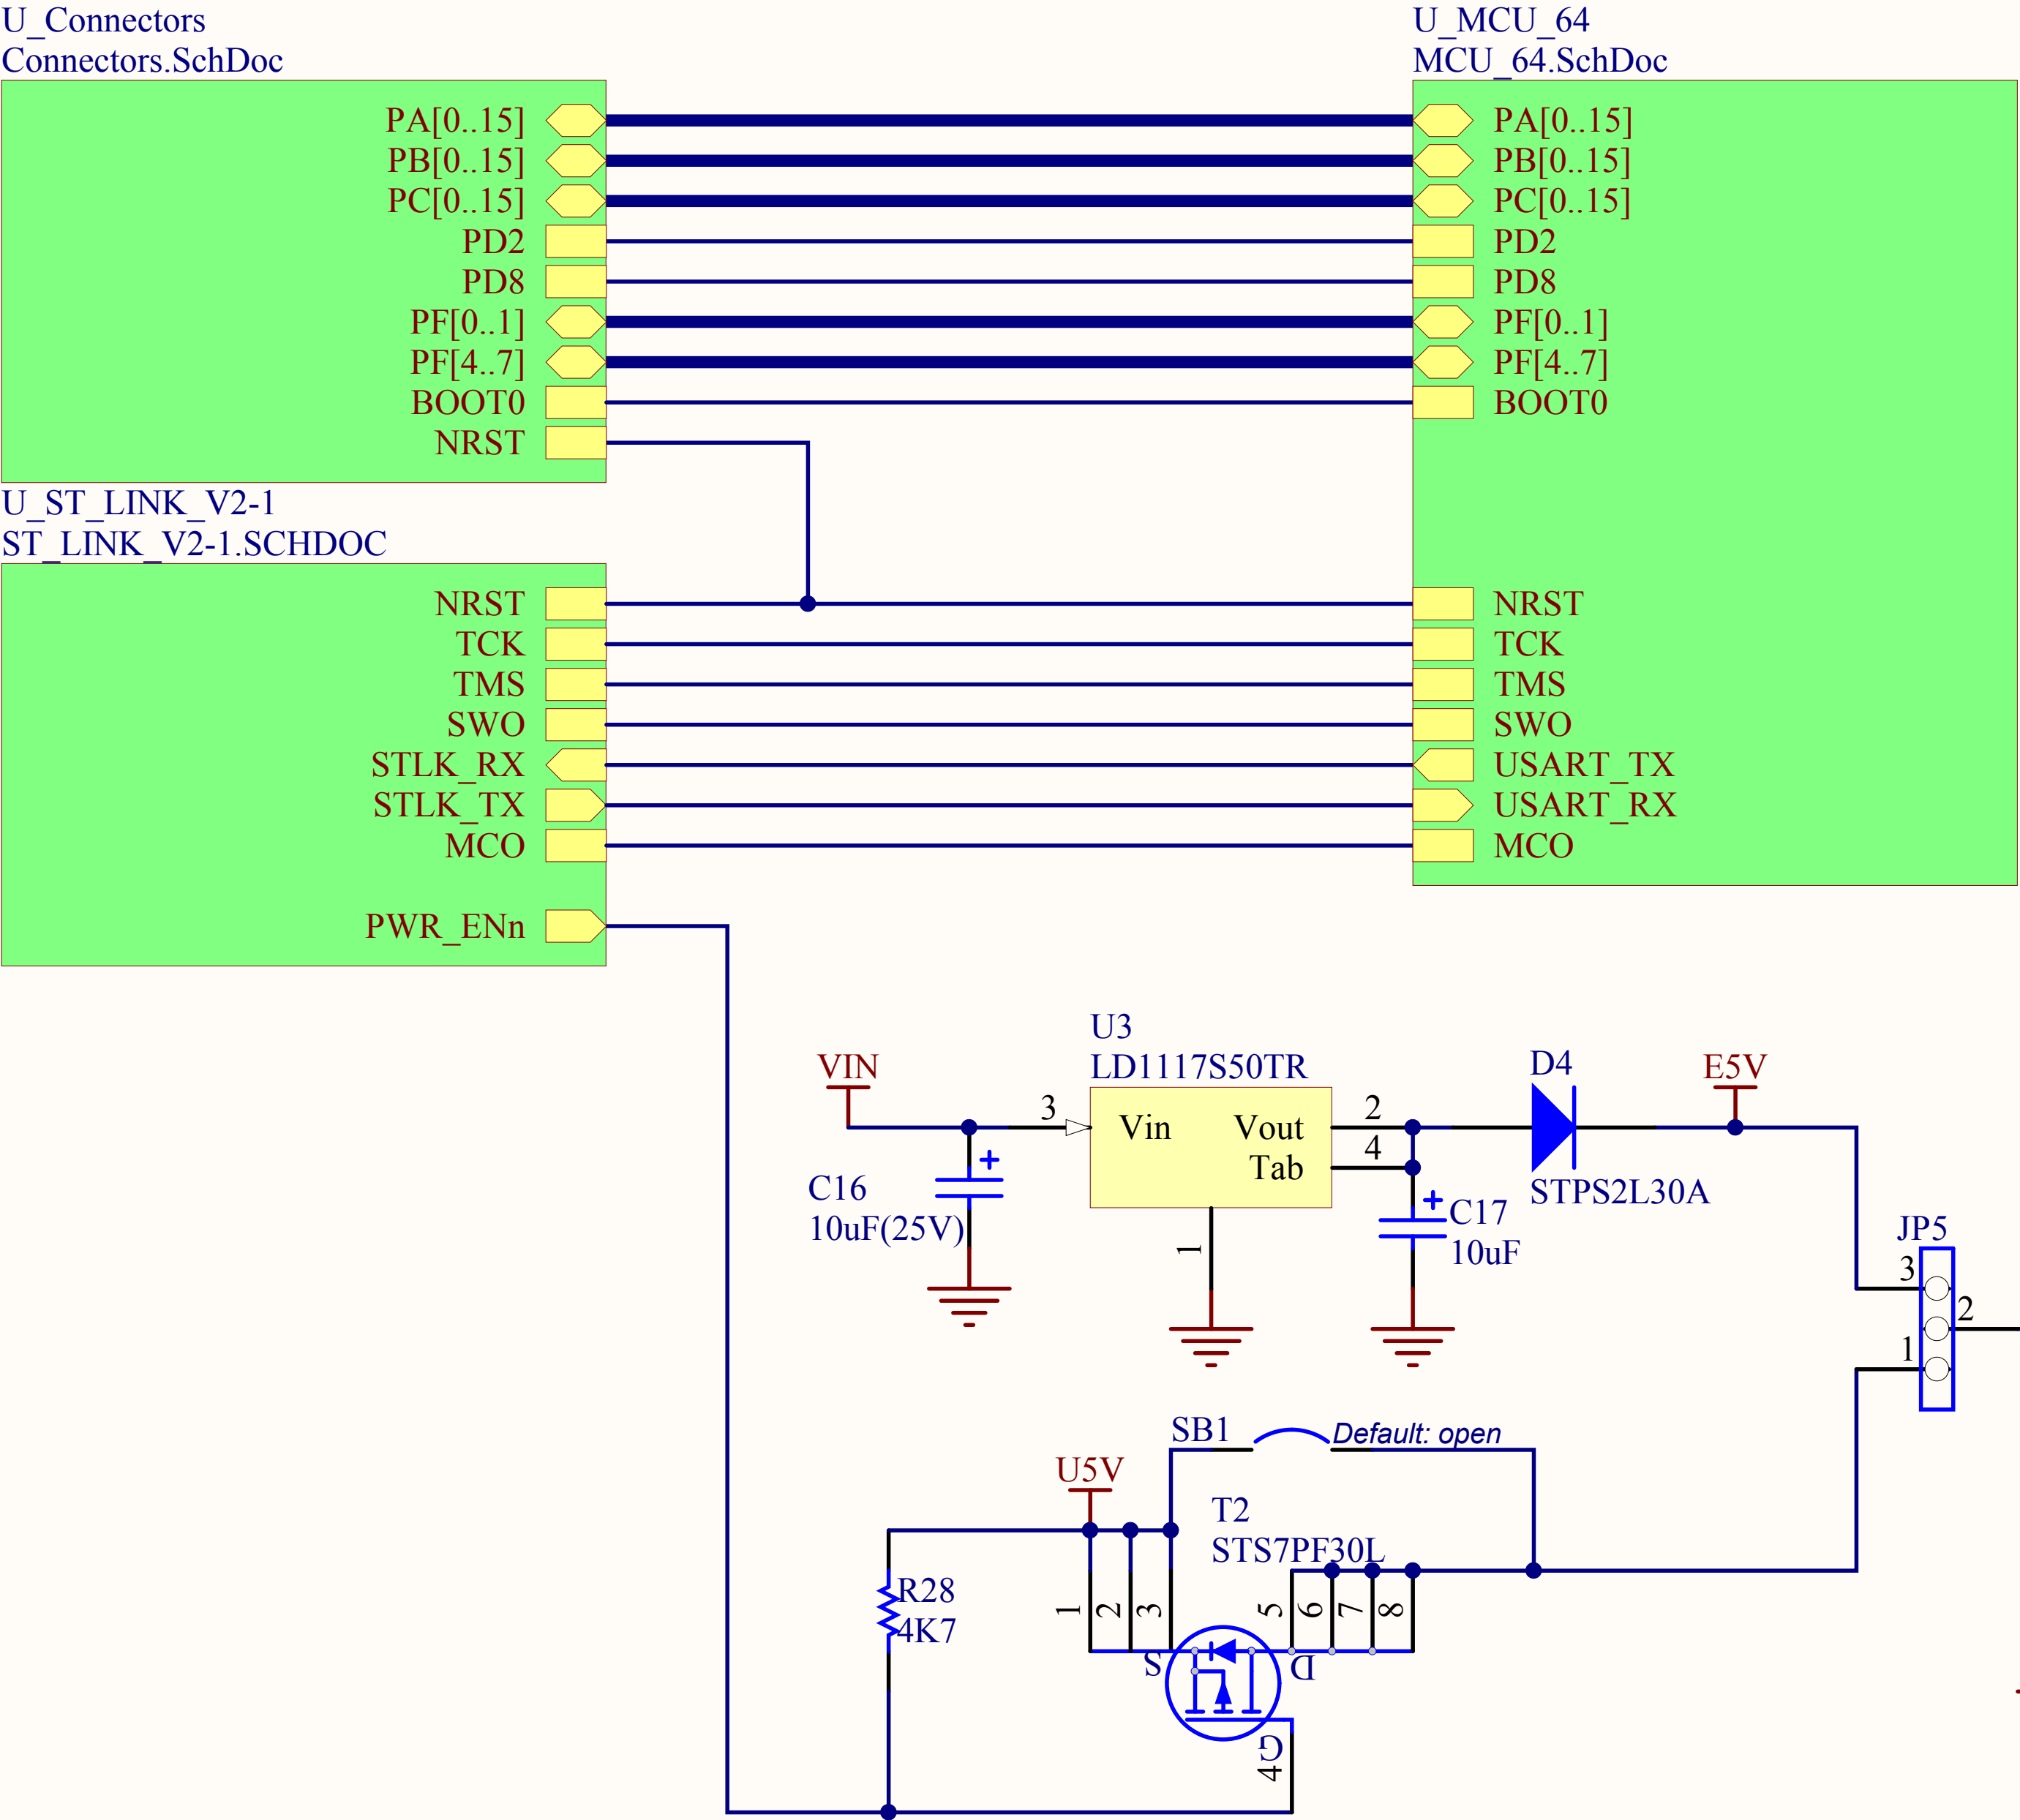 U_Connectors
Connectors.SchDoc
PA[0..15]
PB[0..15]
PC[0..15]
PD2
PD8
PF[0..1]
PF[4..7]
BOOT0
NRST
U_MCU_64
MCU_64.SchDoc
PA[0..15]
PB[0..15]
PC[0..15]
PD2
PD8
PF[0..1]
PF[4..7]
BOOT0
NRST
TCK
TMS
SWO
USART_TX
USART_RX
MCO
U_ST_LINK_V2-1
ST_LINK_V2-1.SCHDOC
NRST
TCK
TMS
SWO
STLK_RX
STLK_TX
MCO
PWR_ENn
U3
LD1117S50TR
VIN
3
Vin
Vout
Tab
2
4
1
D4
STPS2L30A
E5V
C16
10uF(25V)
C17
10uF
JP5
3
2
1
SB1
Default: open
U5V
T2
STS7PF30L
R28
4K7
1
2
3
5
6
7
8
S
D
G
4